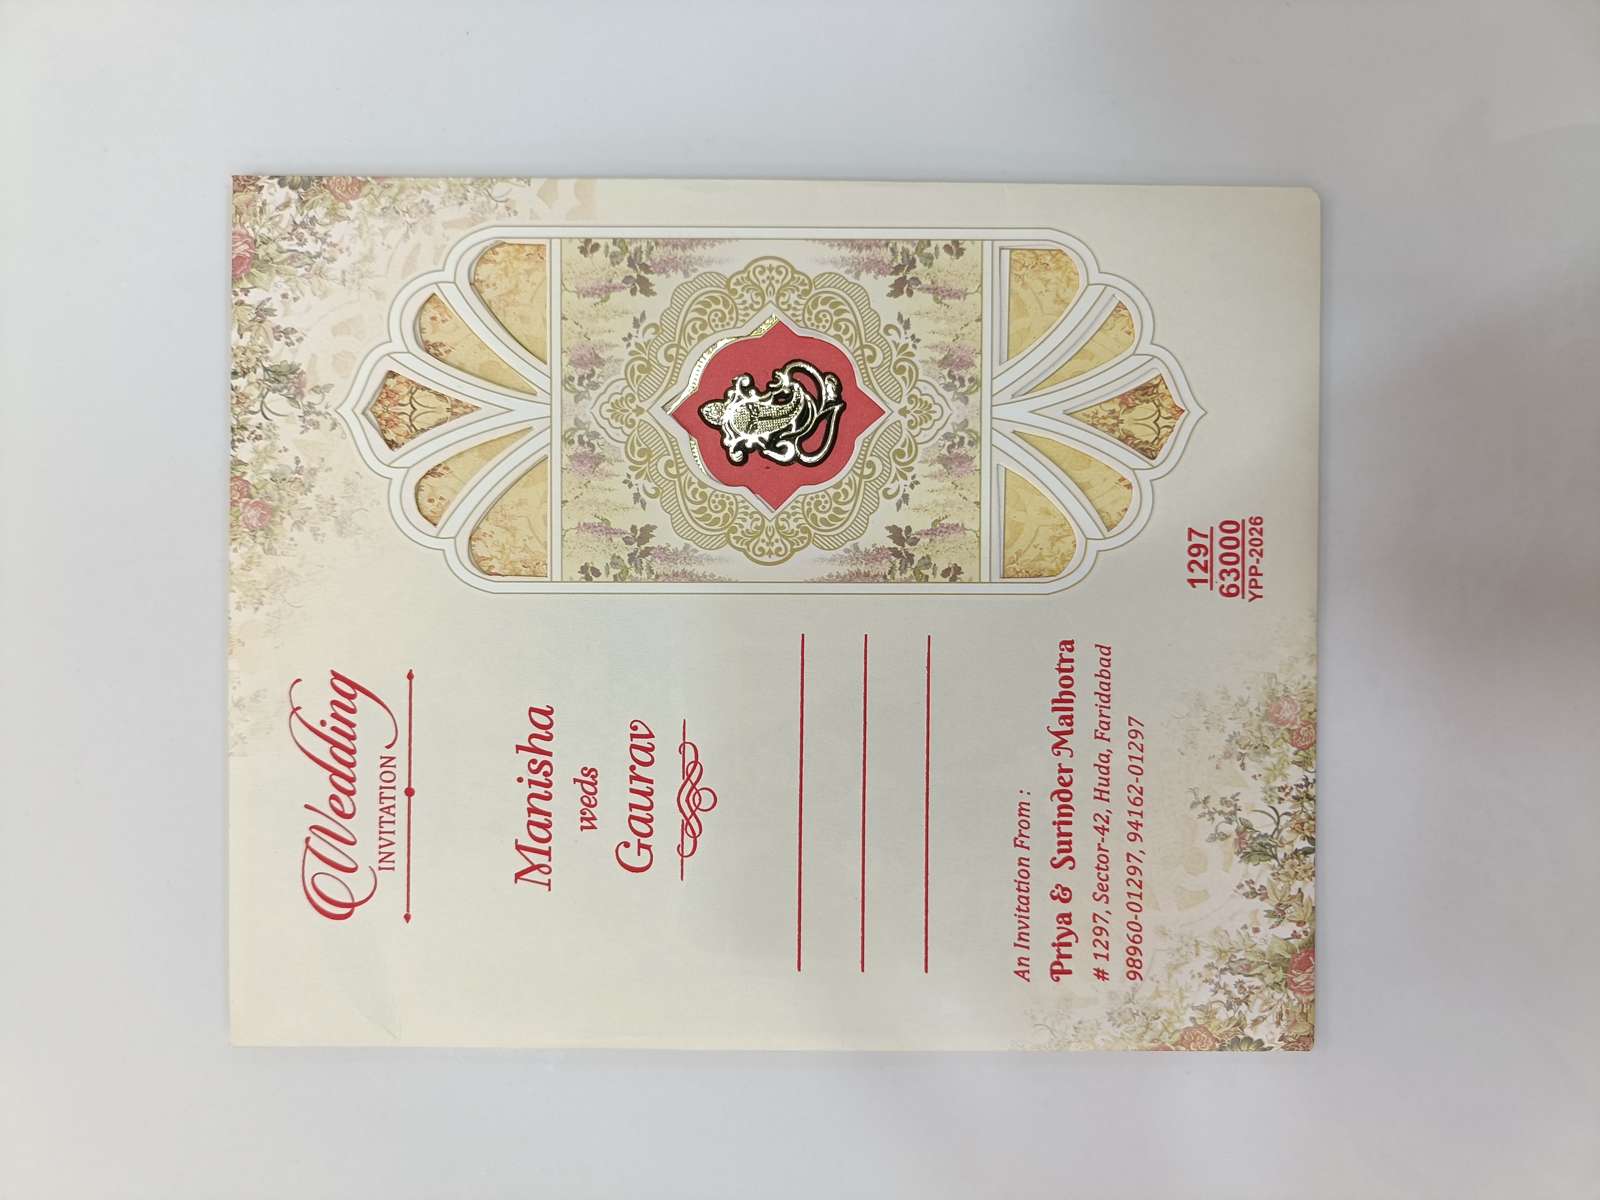 Wedding
INVITATION
Manisha
weds
Gaurav
An Invitation From :
Priya & Surinder Malhotra
# 1297, Sector-42, Huda, Faridabad
98960-01297, 94162-01297
1297
63000
YPP-2026